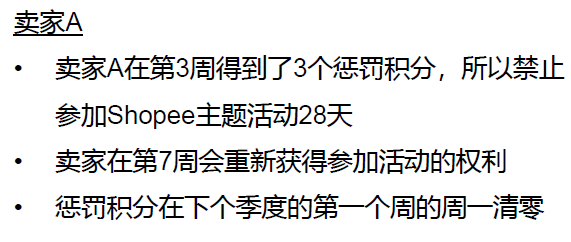 卖家A
• 卖家A在第3周得到了3个惩罚积分，所以禁止
参加Shopee主题活动28天
• 卖家在第7周会重新获得参加活动的权利
• 惩罚积分在下个季度的第一个周的周一清零